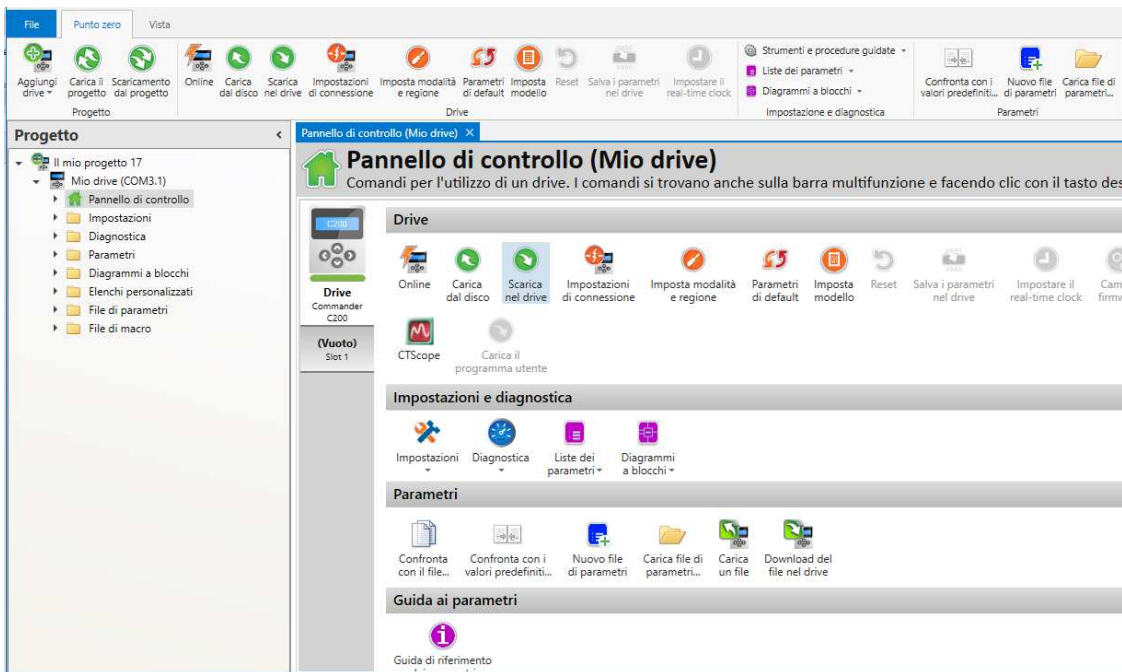 File Punto zero Vista
Aggiungi drive Carica il progetto Scaricamento dal progetto Online Carica dal disco Scarica nel drive Impostazioni di connessione Imposta modalità e regione Parametri di default Imposta modello Reset Salva i parametri nel drive Impostare il real-time clock
Strumenti e procedure guidate
Liste dei parametri
Diagrammi a blocchi
Confronta con i valori predefiniti... Nuovo file di parametri Carica file di parametri...
Progetto Drive Impostazione e diagnostica Parametri
Progetto
Il mio progetto 17
Mio drive (COM3.1)
Pannello di controllo
Impostazioni
Diagnostica
Parametri
Diagrammi a blocchi
Elenchi personalizzati
File di parametri
File di macro
Pannello di controllo (Mio drive)
Pannello di controllo (Mio drive)
Comandi per l'utilizzo di un drive. I comandi si trovano anche sulla barra multifunzione e facendo clic con il tasto des
C200
Drive
Commander
C200
(Vuoto)
Slot 1
Drive
Online Carica dal disco Scarica nel drive Impostazioni di connessione Imposta modalità e regione Parametri di default Imposta modello Reset Salva i parametri nel drive Impostare il real-time clock
CTScope Carica il programma utente
Impostazioni e diagnostica
Impostazioni Diagnostica Liste dei parametri Diagrammi a blocchi
Parametri
Confronta con il file... Confronta con i valori predefiniti... Nuovo file di parametri Carica file di parametri... Carica un file Download del file nel drive
Guida ai parametri
Guida di riferimento